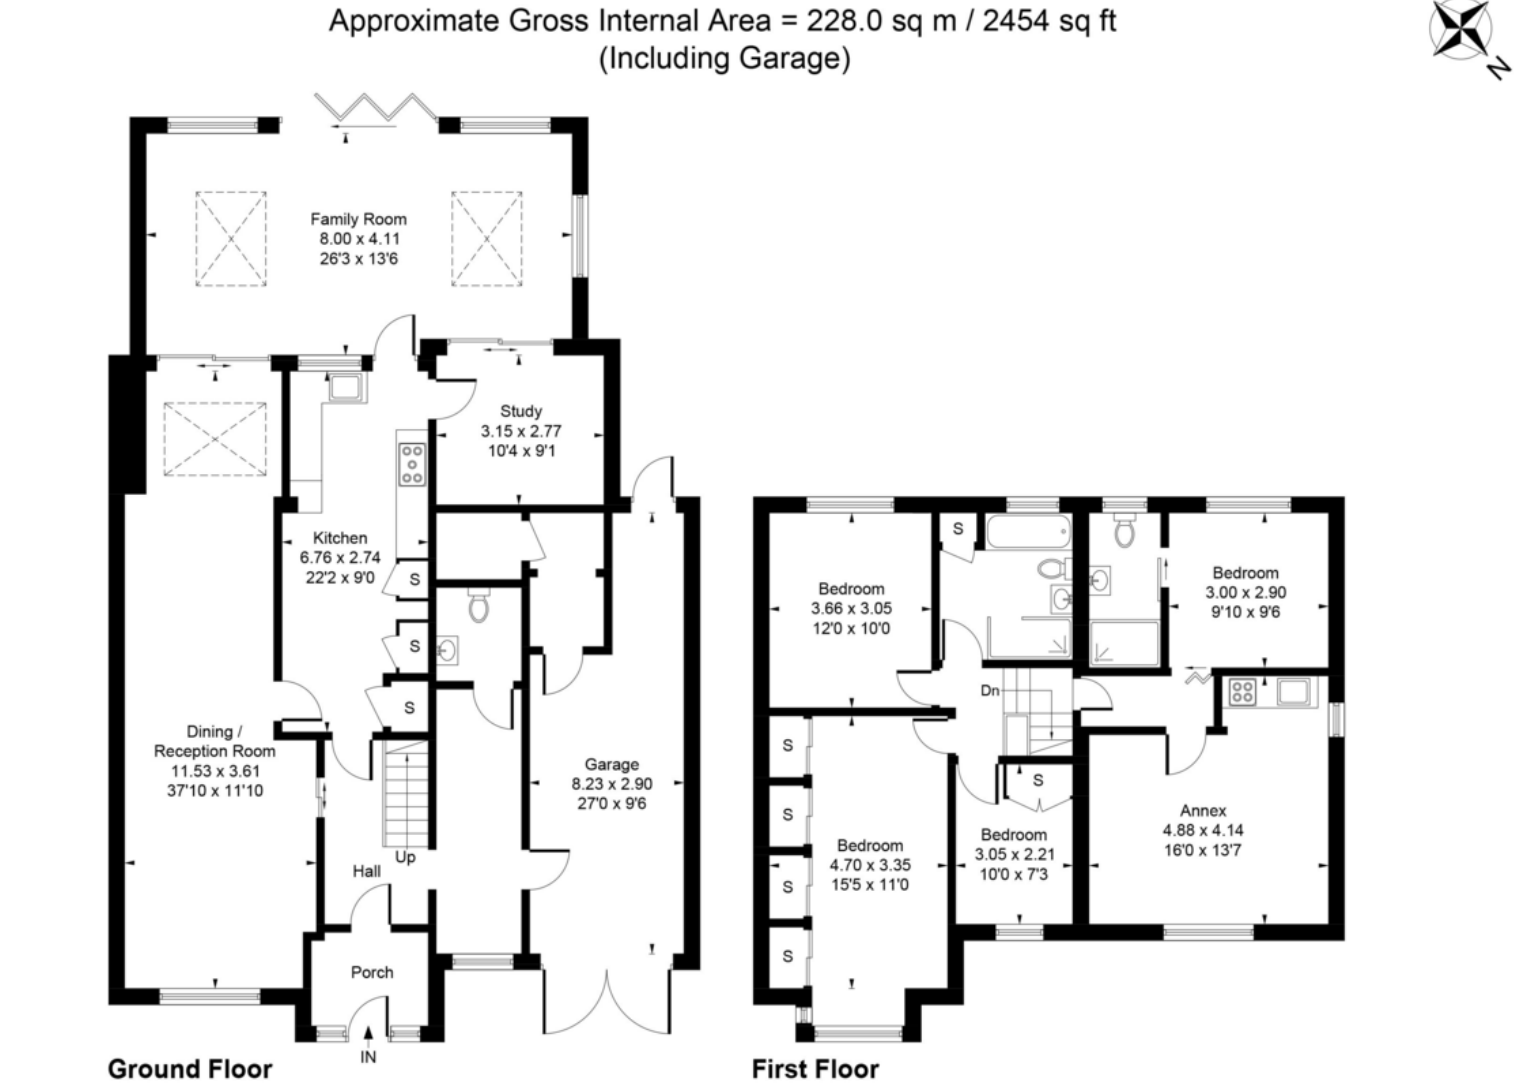 Approximate Gross Internal Area = 228.0 sq m / 2454 sq ft
(Including Garage)
N
Family Room
8.00 x 4.11
26'3 x 13'6
Study
3.15 x 2.77
10'4 x 9'1
Kitchen
6.76 x 2.74
22'2 x 9'0
S
S
S
Dining /
Reception Room
11.53 x 3.61
37'10 x 11'10
Garage
8.23 x 2.90
27'0 x 9'6
Up
Hall
Porch
IN
Ground Floor
S
Bedroom
3.66 x 3.05
12'0 x 10'0
Bedroom
3.00 x 2.90
9'10 x 9'6
Dn
S
S
S
S
S
Bedroom
4.70 x 3.35
15'5 x 11'0
Bedroom
3.05 x 2.21
10'0 x 7'3
Annex
4.88 x 4.14
16'0 x 13'7
First Floor